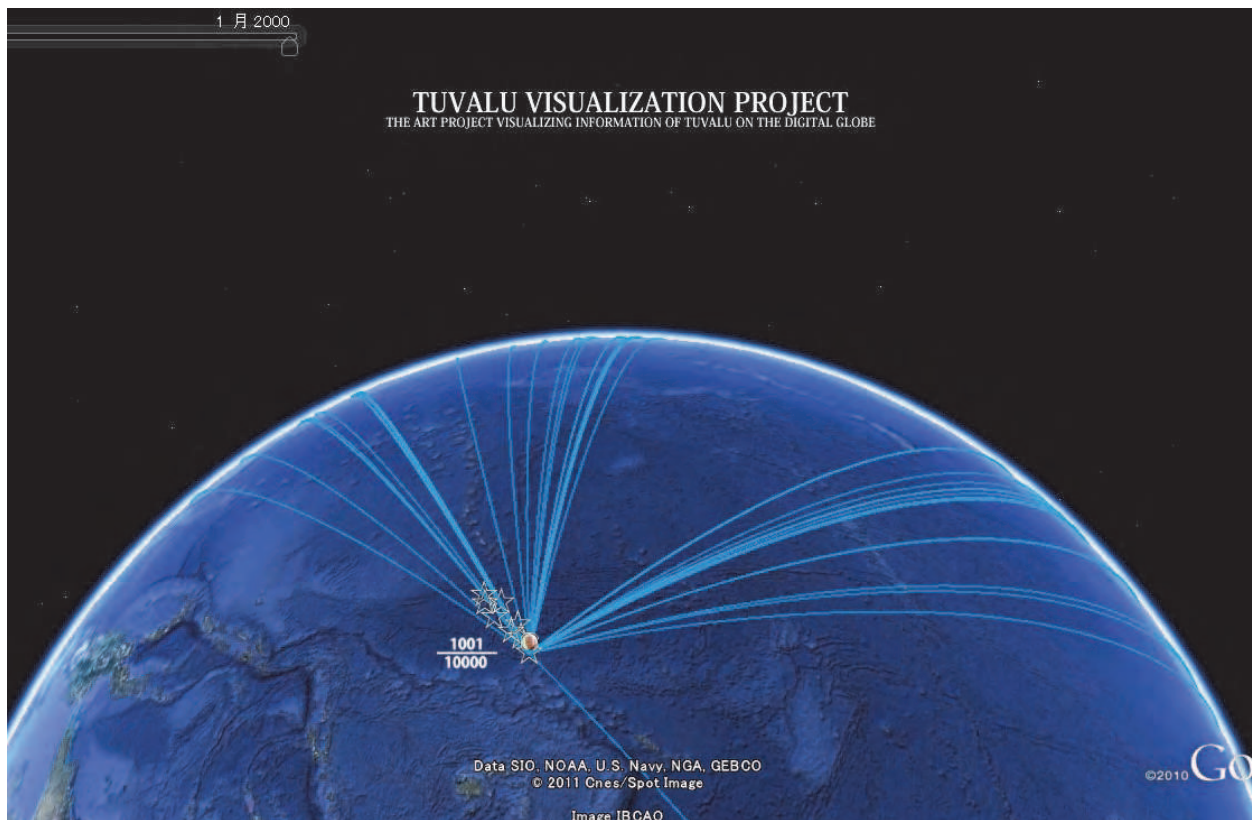 1 月 2000
TUVALU VISUALIZATION PROJECT
THE ART PROJECT VISUALIZING INFORMATION OF TUVALU ON THE DIGITAL GLOBE
1001
10000
Data SIO, NOAA, U.S. Navy, NGA, GEBCO
© 2011 Cnes/Spot Image
©2010 Go
Image IBCAO